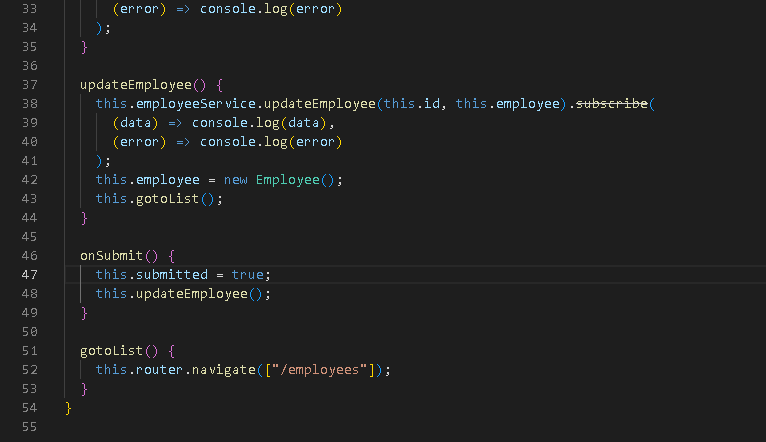 33 (error) => console.log(error)
34 );
35 }
36
37 updateEmployee() {
38 this.employeeService.updateEmployee(this.id, this.employee).subscribe(
39 (data) => console.log(data),
40 (error) => console.log(error)
41 );
42 this.employee = new Employee();
43 this.gotoList();
44 }
45
46 onSubmit() {
47 this.submitted = true;
48 this.updateEmployee();
49 }
50
51 gotoList() {
52 this.router.navigate(["/employees"]);
53 }
54 }
55